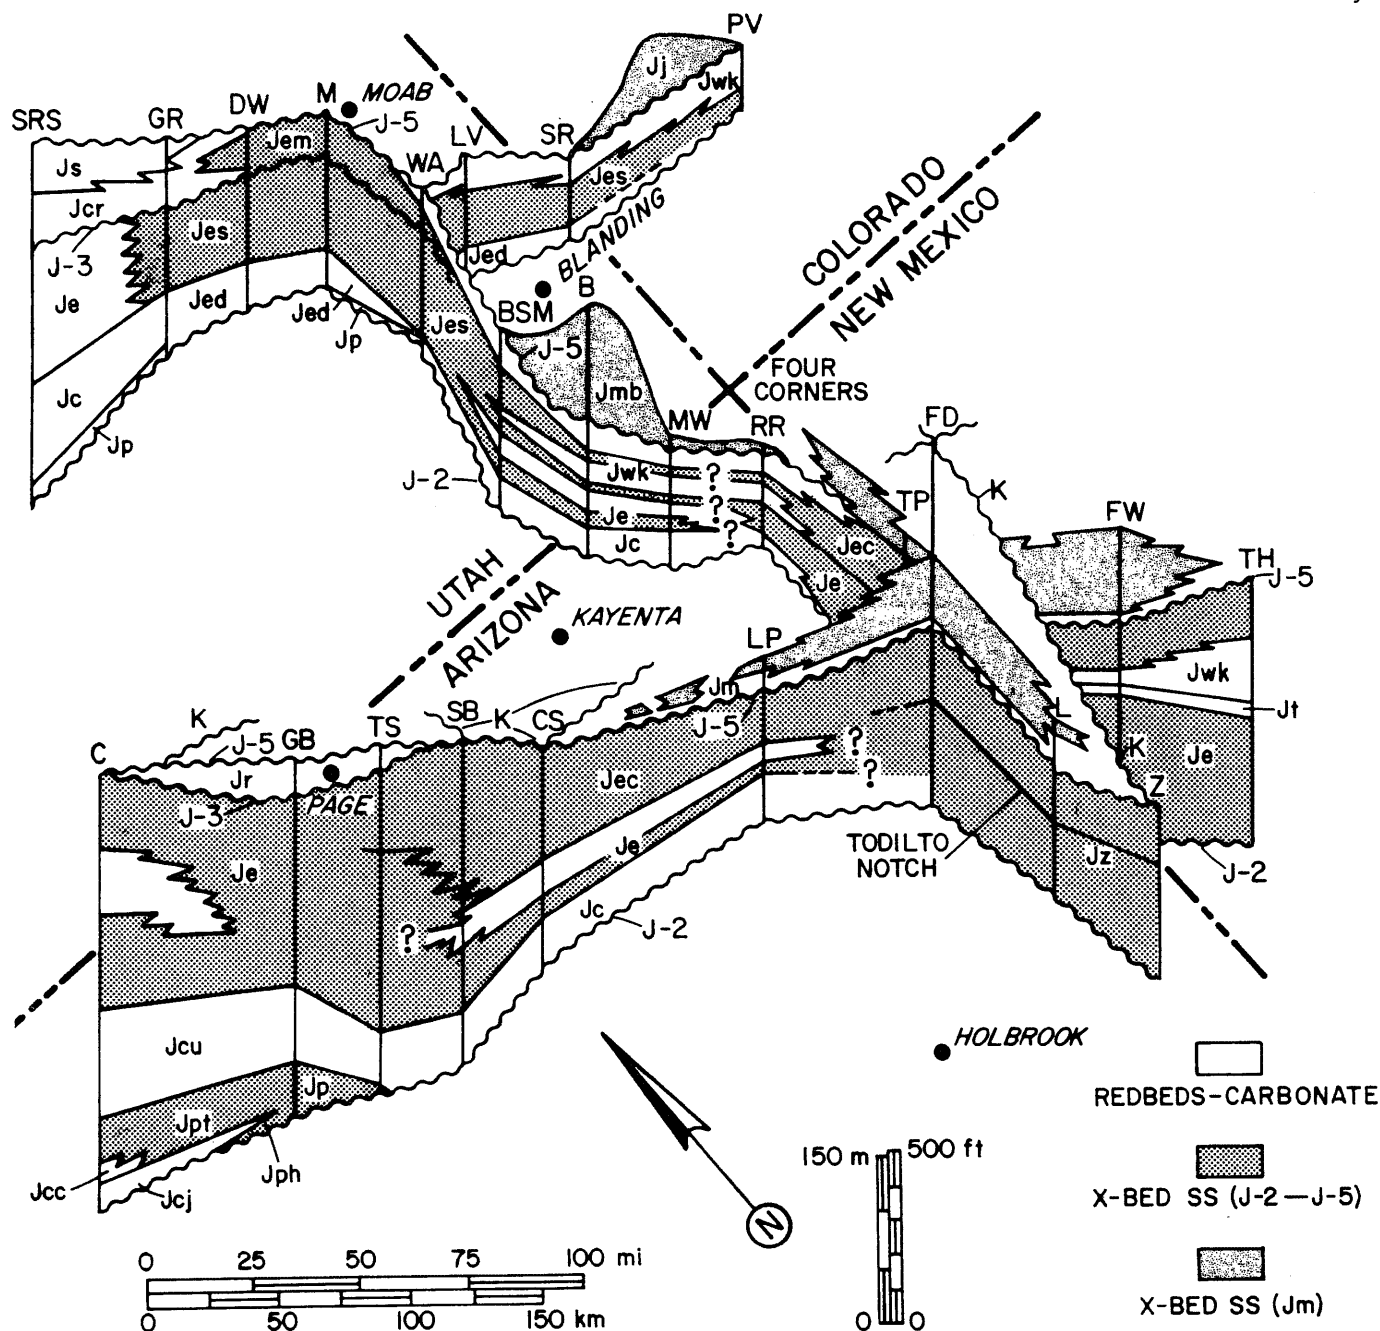 PV
Jj
Jwk
MOAB
M
DW
GR
SRS
J-5
LV
SR
Jem
WA
Js
Jes
Jcr
Jes
BLANDING
COLORADO
NEW MEXICO
J-3
Je
Jed
Jed
Jed
Jp
Jes
BSM
B
J-5
FOUR
CORNERS
Jc
Jmb
Jp
MW
RR
FD
J-2
Jwk
?
K
TP
FW
?
Je
Jec
TH
J-5
Jc
?
UTAH
ARIZONA
Je
KAYENTA
LP
Jwk
Jm
L
Jt
K
SB
K
CS
J-5
TS
J-5
GB
?
K
Je
C
Jr
Jec
?
Z
PAGE
J-3
TODILTO
NOTCH
Je
Je
Jz
J-2
Jc
J-2
?
Jcu
HOLBROOK
Jp
REDBEDS-CARBONATE
Jpt
150 m
500 ft
Jph
Jcc
Jcj
X-BED SS (J-2—J-5)
N
0 25 50 75 100 mi
X-BED SS (Jm)
0 50 100 150 km
0 0